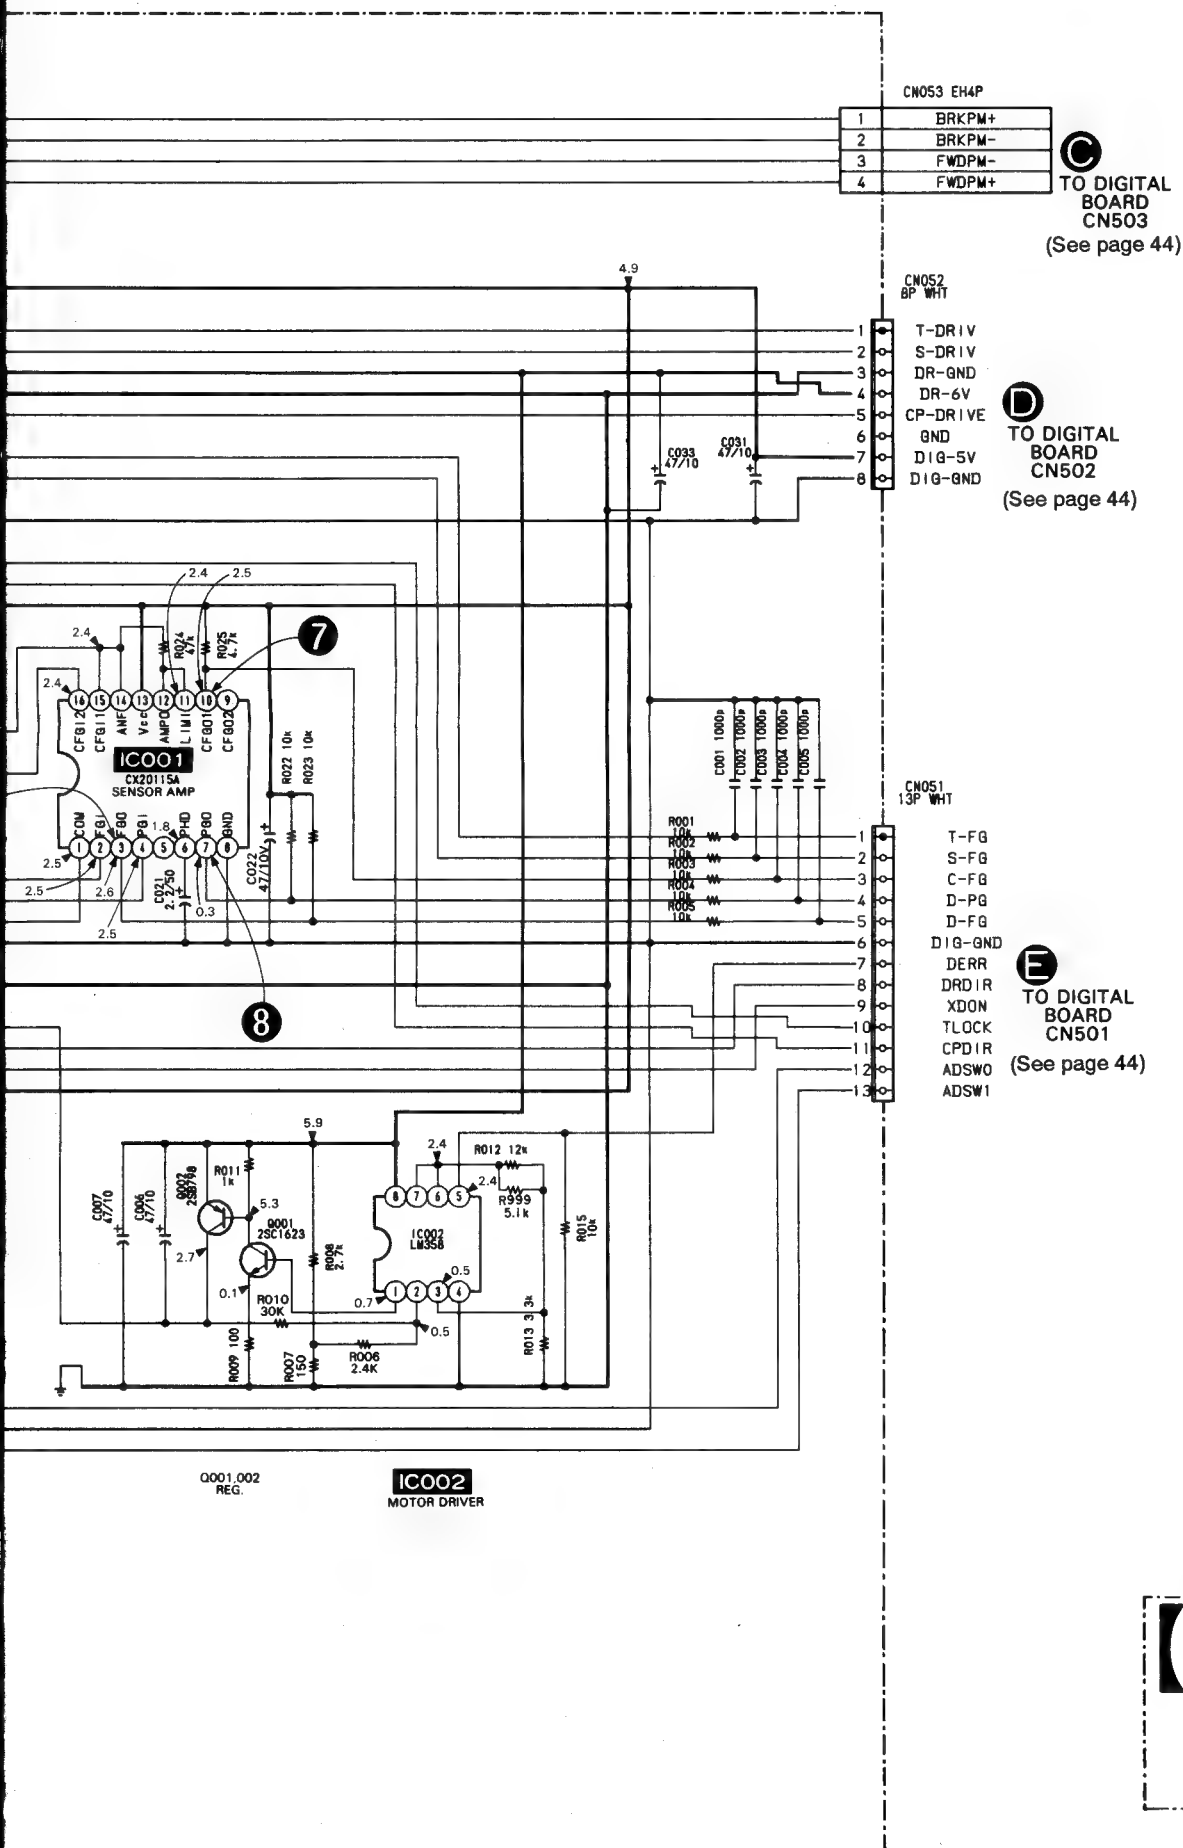 CN053 EH4P
1 BRKPM+
2 BRKPM-
3 FWDPM-
4 FWDPM+
C
TO DIGITAL
BOARD
CN503
(See page 44)
4.9
CN052
8P WHT
1 T-DRIV
2 S-DRIV
3 DR-GND
4 DR-6V
5 CP-DRIVE
6 GND
7 DIG-5V
8 DIG-GND
D
TO DIGITAL
BOARD
CN502
(See page 44)
C033
47/10
+
C031
47/10
+
2.4
2.5
R024
47k
R025
4.7k
7
2.4
2.4
16 15 14 13 12 11 10 9
CFGI2
CFGI1
ANF
Vcc
AMPO
LIMI
CFGO1
CFGO2
IC001
CX20115A
SENSOR AMP
COM
FGI
FGO
PGI
PHD
PGO
GND
1 2 3 4 5 6 7 8
1.8
2.5
2.5
2.6
2.5
0.3
C021
2.2/50
+
C022
47/10V
+
R022 10k
R023 10k
8
C001 1000p
C002 1000p
C003 1000p
C004 1000p
C005 1000p
R001
10k
R002
10k
R003
10k
R004
10k
R005
10k
CN051
13P WHT
1 T-FG
2 S-FG
3 C-FG
4 D-PG
5 D-FG
6 DIG-GND
7 DERR
8 DRDIR
9 XDON
10 TLOCK
11 CPDIR
12 ADSW0
13 ADSW1
E
TO DIGITAL
BOARD
CN501
(See page 44)
5.9
C007
47/10
+
C006
47/10
+
Q002
2SB798
R011
1k
5.3
Q001
2SC1623
2.7
0.1
R010
30K
R009 100
R008
2.7k
R007
150
R006
2.4K
2.4
R012 12k
2.4
R999
5.1k
8 7 6 5
IC002
LM358
1 2 3 4
0.7
0.5
0.5
R013 3.3k
R015
10k
Q001,002
REG.
IC002
MOTOR DRIVER